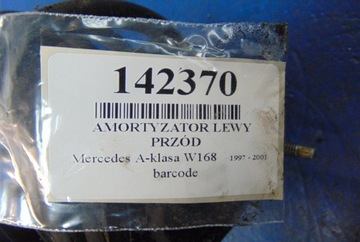 142370
AMORTYZATOR LEWY
PRZÓD
Mercedes A-klasa W168 1997 - 2001
barcode